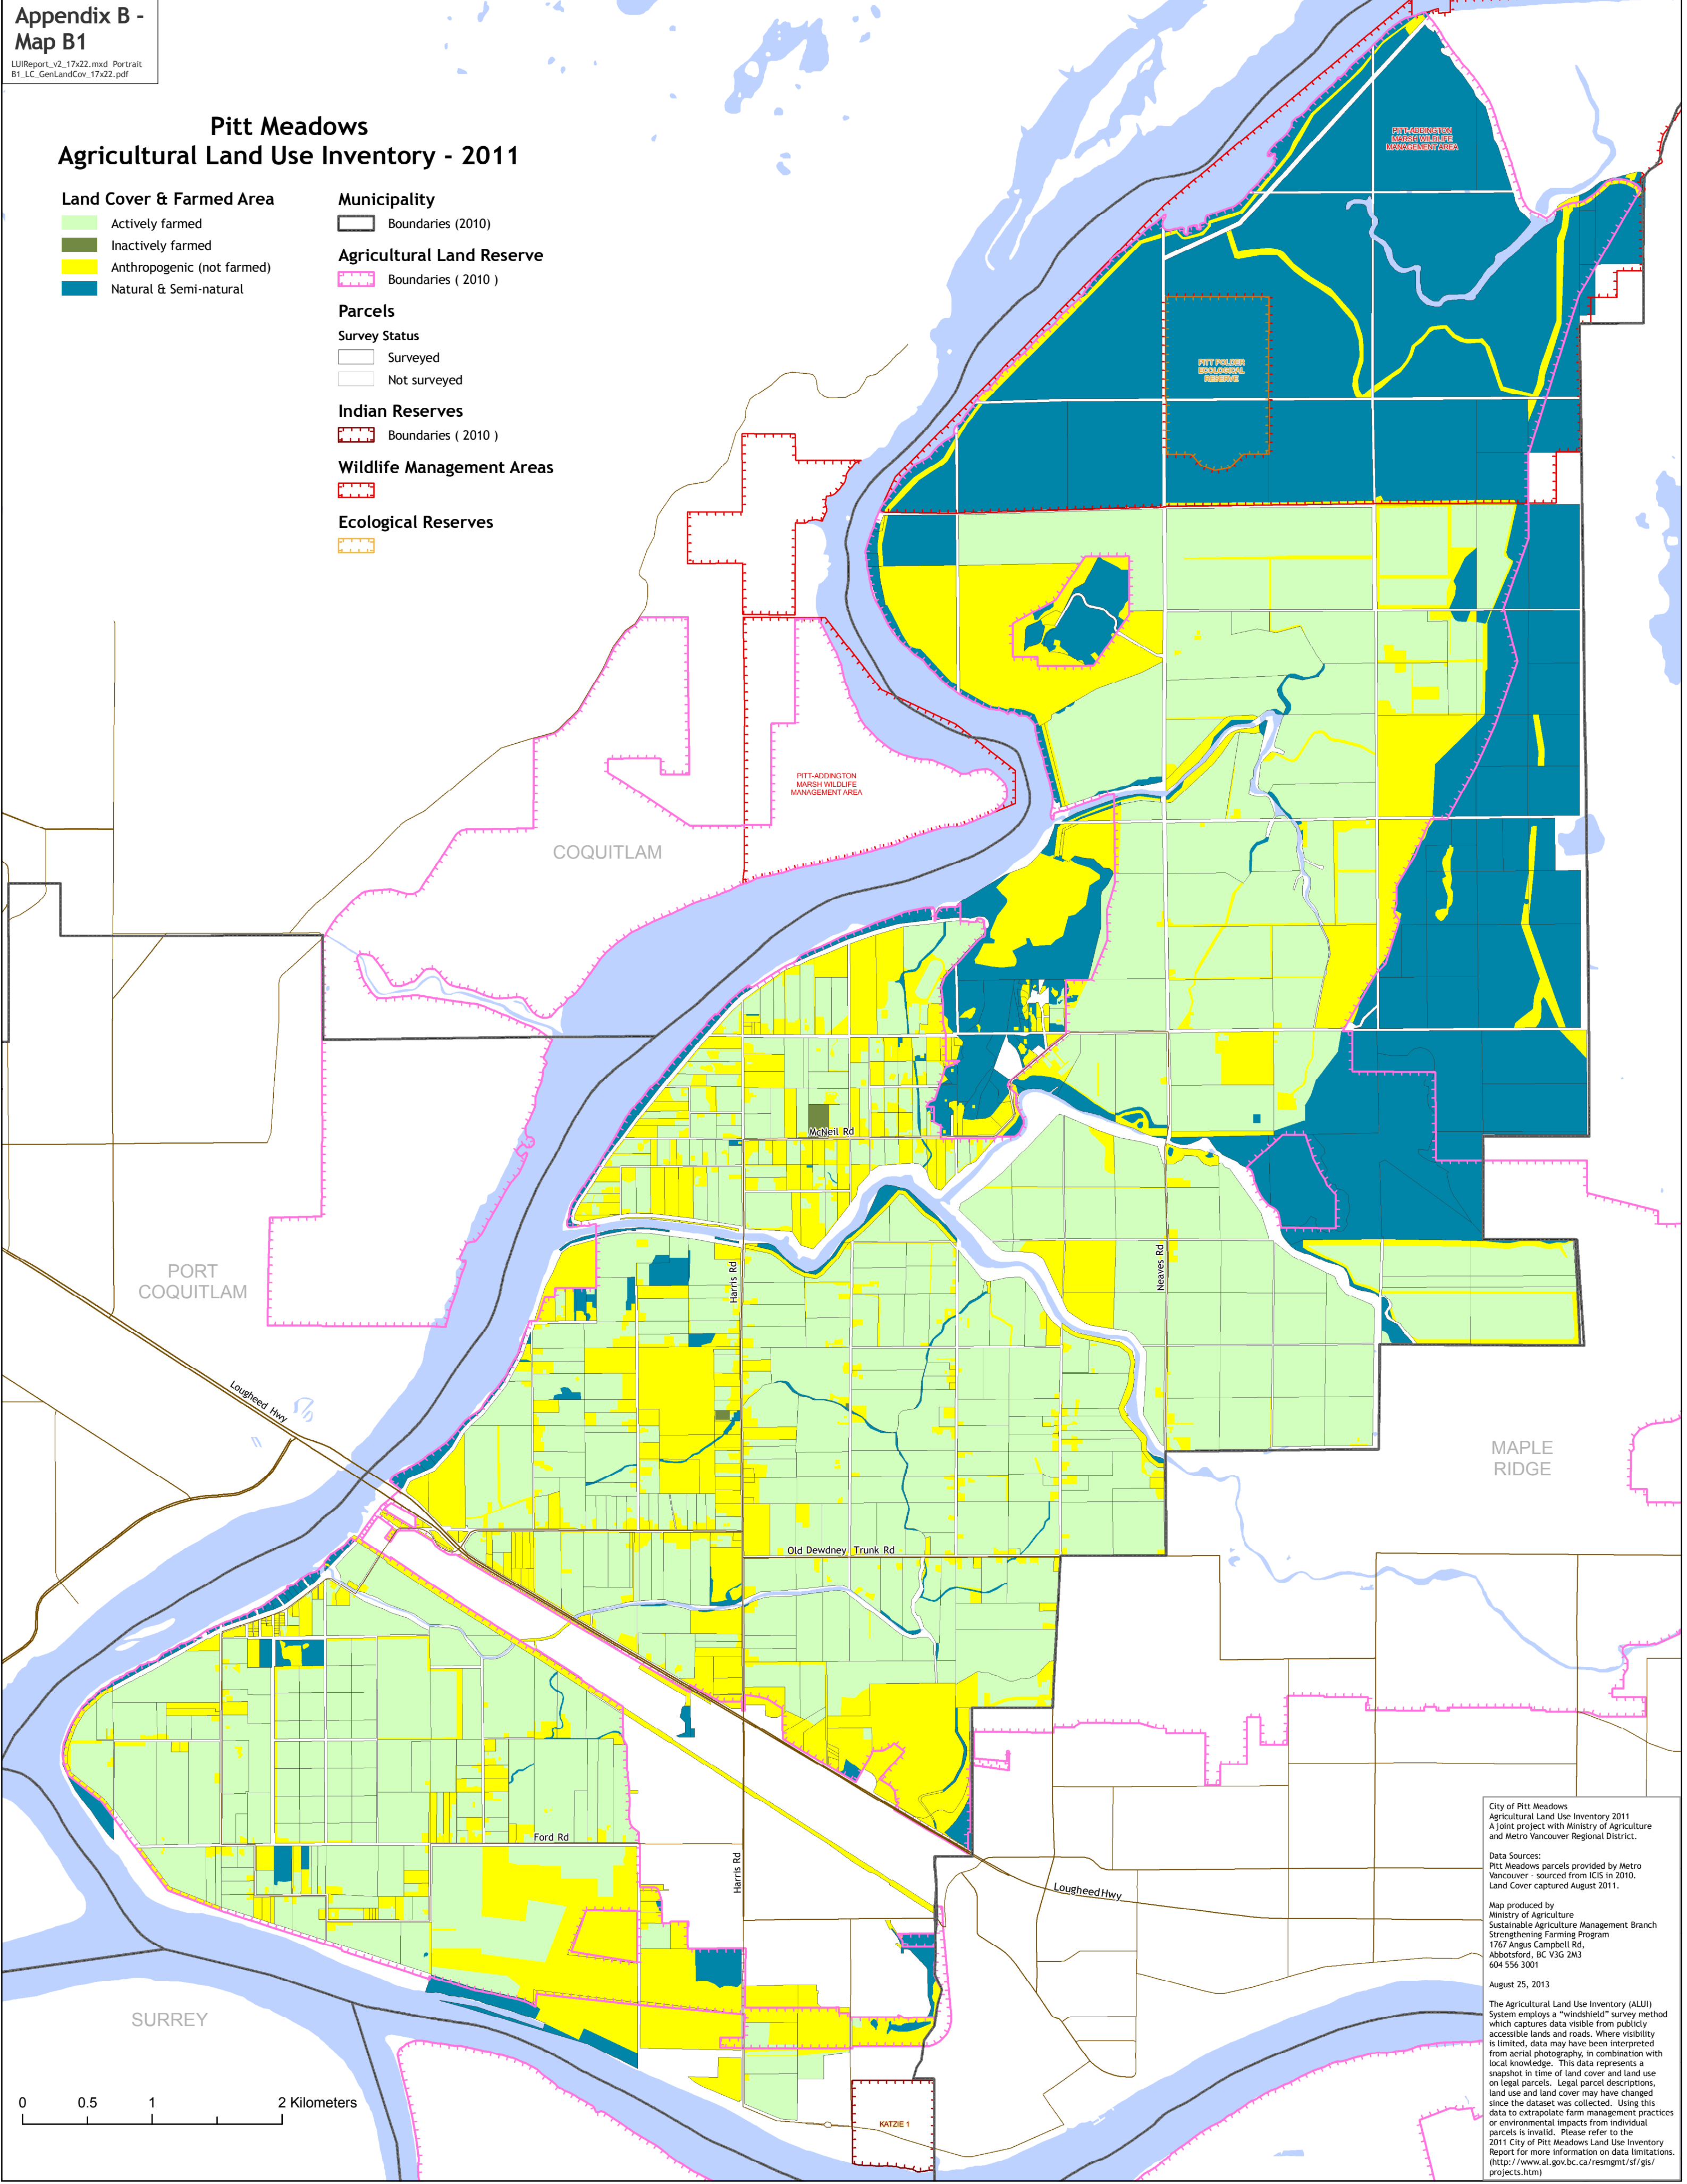 Appendix B -
Map B1
LUIReport_v2_17x22.mxd Portrait
B1_LC_GenLandCov_17x22.pdf
Pitt Meadows
Agricultural Land Use Inventory - 2011
Land Cover & Farmed Area
Actively farmed
Inactively farmed
Anthropogenic (not farmed)
Natural & Semi-natural
Municipality
Boundaries (2010)
Agricultural Land Reserve
Boundaries ( 2010 )
Parcels
Survey Status
Surveyed
Not surveyed
Indian Reserves
Boundaries ( 2010 )
Wildlife Management Areas
Ecological Reserves
PITT-ADDINGTON
MARSH WILDLIFE
MANAGEMENT AREA
PITT POLDER
ECOLOGICAL
RESERVE
PITT-ADDINGTON
MARSH WILDLIFE
MANAGEMENT AREA
COQUITLAM
McNeil Rd
PORT
COQUITLAM
Harris Rd
Neaves Rd
Lougheed Hwy
MAPLE
RIDGE
Old Dewdney Trunk Rd
Ford Rd
Harris Rd
Lougheed Hwy
SURREY
KATZIE 1
0 0.5 1 2 Kilometers
City of Pitt Meadows
Agricultural Land Use Inventory 2011
A joint project with Ministry of Agriculture
and Metro Vancouver Regional District.
Data Sources:
Pitt Meadows parcels provided by Metro
Vancouver - sourced from ICIS in 2010.
Land Cover captured August 2011.
Map produced by
Ministry of Agriculture
Sustainable Agriculture Management Branch
Strengthening Farming Program
1767 Angus Campbell Rd,
Abbotsford, BC V3G 2M3
604 556 3001
August 25, 2013
The Agricultural Land Use Inventory (ALUI)
System employs a “windshield” survey method
which captures data visible from publicly
accessible lands and roads. Where visibility
is limited, data may have been interpreted
from aerial photography, in combination with
local knowledge. This data represents a
snapshot in time of land cover and land use
on legal parcels. Legal parcel descriptions,
land use and land cover may have changed
since the dataset was collected. Using this
data to extrapolate farm management practices
or environmental impacts from individual
parcels is invalid. Please refer to the
2011 City of Pitt Meadows Land Use Inventory
Report for more information on data limitations.
(http://www.al.gov.bc.ca/resmgmt/sf/gis/
projects.htm)